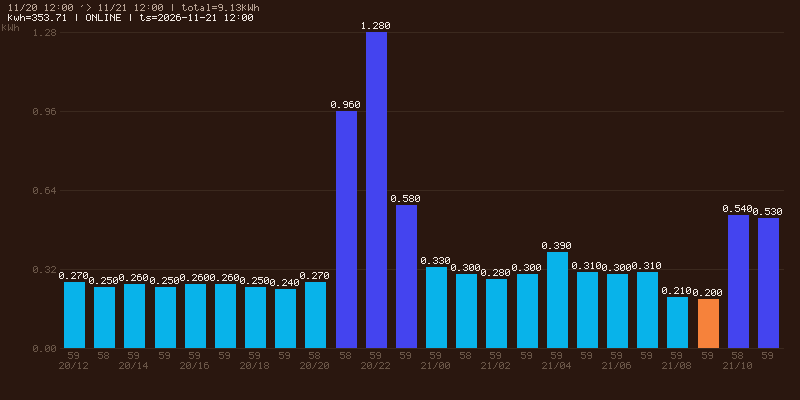 11/20 12:00 -> 11/21 12:00 | total=9.13kWh
Kwh=353.71 | ONLINE | ts=2026-11-21 12:00
kWh
1.28
0.96
0.64
0.32
0.00
0.270 0.250 0.260 0.250 0.260 0.260 0.250 0.240 0.270 0.960 1.280 0.580 0.330 0.300 0.280 0.300 0.390 0.310 0.300 0.310 0.210 0.200 0.540 0.530
59 58 59 59 59 59 59 59 58 58 59 59 59 58 59 59 59 59 59 59 59 59 58 59
20/12 20/14 20/16 20/18 20/20 20/22 21/00 21/02 21/04 21/06 21/08 21/10